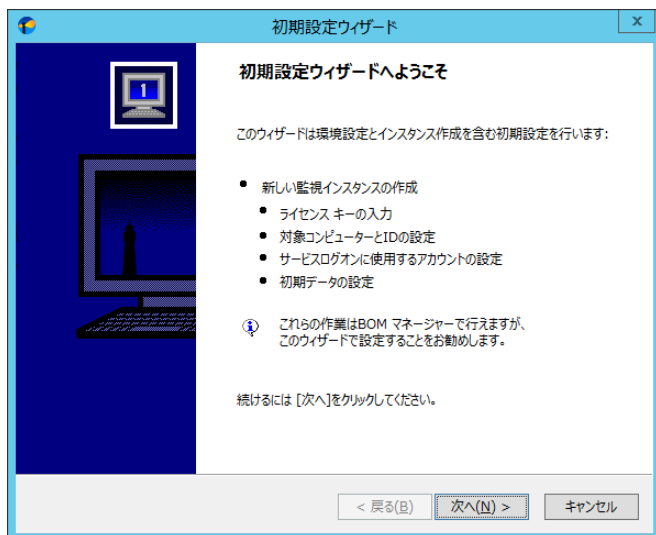 初期設定ウィザード
x
1
初期設定ウィザードへようこそ
このウィザードは環境設定とインスタンス作成を含む初期設定を行います:
● 新しい監視インスタンスの作成
● ライセンス キーの入力
● 対象コンピューターとIDの設定
● サービスログオンに使用するアカウントの設定
● 初期データの設定
これらの作業はBOM マネージャーで行えますが、
このウィザードで設定することをお勧めします。
続けるには [次へ]をクリックしてください。
< 戻る(B) 次へ(N) > キャンセル